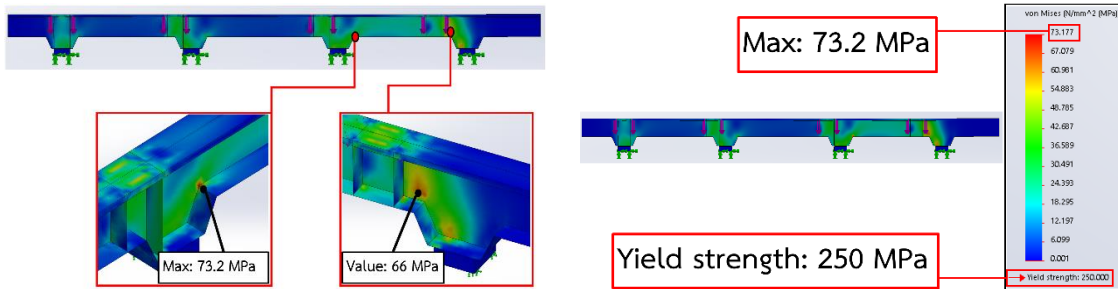 Max: 73.2 MPa
Value: 66 MPa
Max: 73.2 MPa
Yield strength: 250 MPa
von Mises (N/mm^2 (MPa)
73.177
67.079
60.981
54.883
48.785
42.687
36.589
30.491
24.393
18.295
12.197
6.099
0.001
Yield strength: 250.000